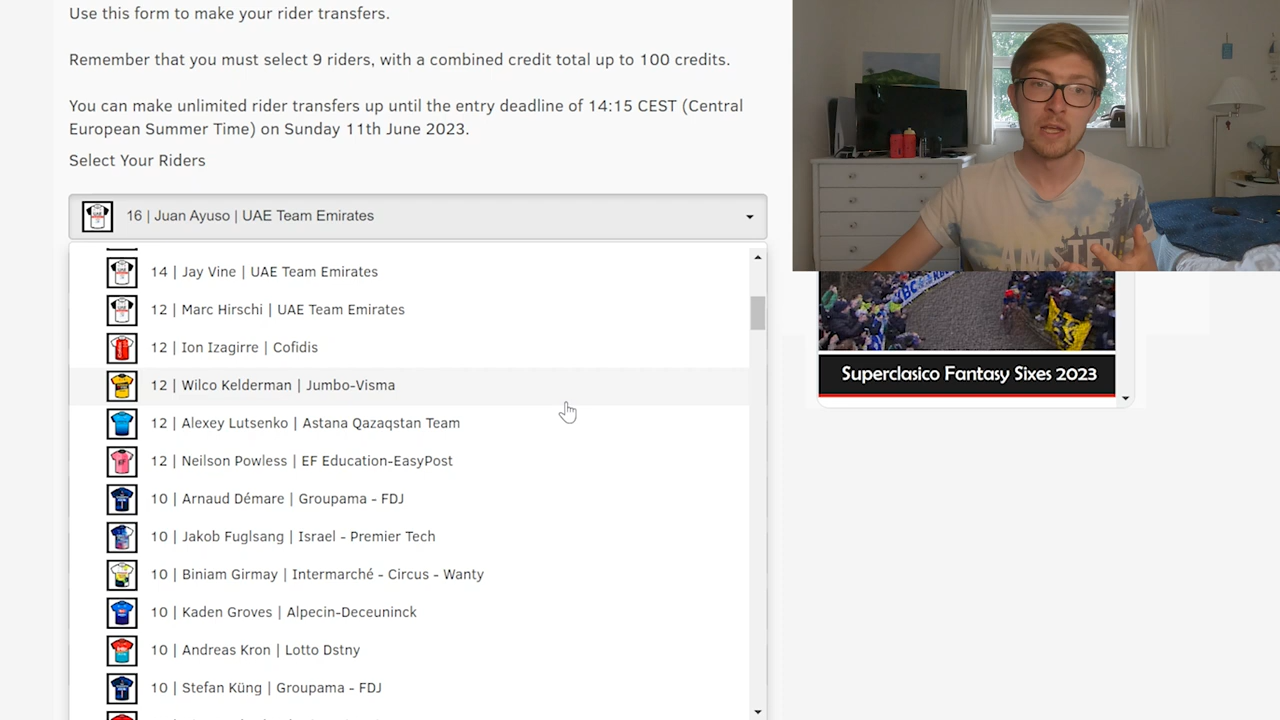 Use this form to make your rider transfers.
Remember that you must select 9 riders, with a combined credit total up to 100 credits.
You can make unlimited rider transfers up until the entry deadline of 14:15 CEST (Central
European Summer Time) on Sunday 11th June 2023.
Select Your Riders
16 | Juan Ayuso | UAE Team Emirates
14 | Jay Vine | UAE Team Emirates
12 | Marc Hirschi | UAE Team Emirates
12 | Ion Izagirre | Cofidis
12 | Wilco Kelderman | Jumbo-Visma
12 | Alexey Lutsenko | Astana Qazaqstan Team
12 | Neilson Powless | EF Education-EasyPost
10 | Arnaud Démare | Groupama - FDJ
10 | Jakob Fuglsang | Israel - Premier Tech
10 | Biniam Girmay | Intermarché - Circus - Wanty
10 | Kaden Groves | Alpecin-Deceuninck
10 | Andreas Kron | Lotto Dstny
10 | Stefan Küng | Groupama - FDJ
AMSTER
Superclasico Fantasy Sixes 2023